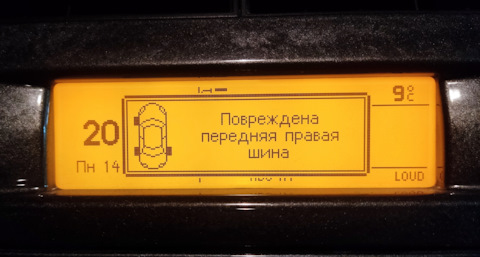 Повреждена
передняя правая
шина
9°C
20
Пн 14
LOUD